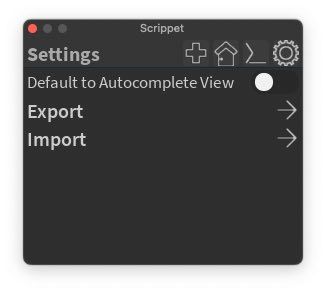 Scrippet
Settings
Default to Autocomplete View
Export
Import